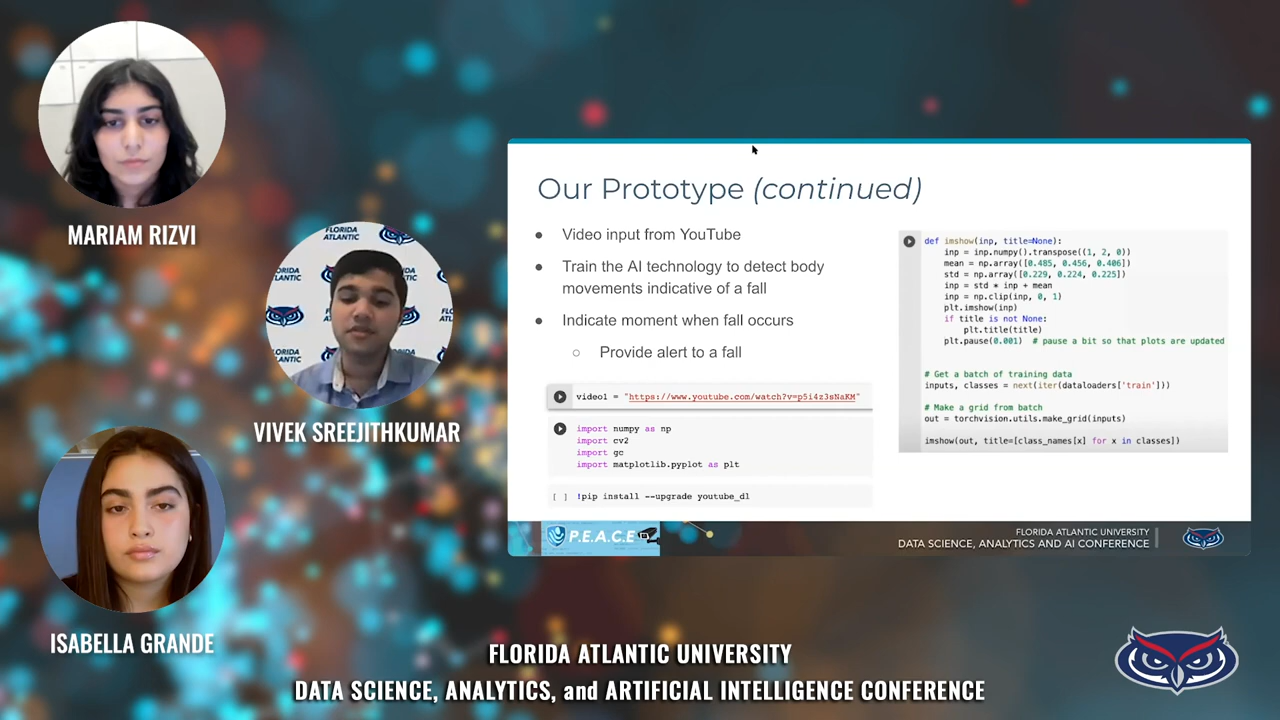 MARIAM RIZVI
FLORIDA
ATLANTIC
VIVEK SREEJITHKUMAR
ISABELLA GRANDE
Our Prototype (continued)
● Video input from YouTube
● Train the AI technology to detect body
movements indicative of a fall
● Indicate moment when fall occurs
○ Provide alert to a fall
video1 = "https://www.youtube.com/watch?v=p5i4z3sNaKM"
import numpy as np
import cv2
import gc
import matplotlib.pyplot as plt
[ ] !pip install --upgrade youtube_dl
def imshow(inp, title=None):
inp = inp.numpy().transpose((1, 2, 0))
mean = np.array([0.485, 0.456, 0.406])
std = np.array([0.229, 0.224, 0.225])
inp = std * inp + mean
inp = np.clip(inp, 0, 1)
plt.imshow(inp)
if title is not None:
plt.title(title)
plt.pause(0.001) # pause a bit so that plots are updated
# Get a batch of training data
inputs, classes = next(iter(dataloaders['train']))
# Make a grid from batch
out = torchvision.utils.make_grid(inputs)
imshow(out, title=[class_names[x] for x in classes])
P.E.A.C.E
FLORIDA ATLANTIC UNIVERSITY
DATA SCIENCE, ANALYTICS AND AI CONFERENCE
FLORIDA ATLANTIC UNIVERSITY
DATA SCIENCE, ANALYTICS, and ARTIFICIAL INTELLIGENCE CONFERENCE